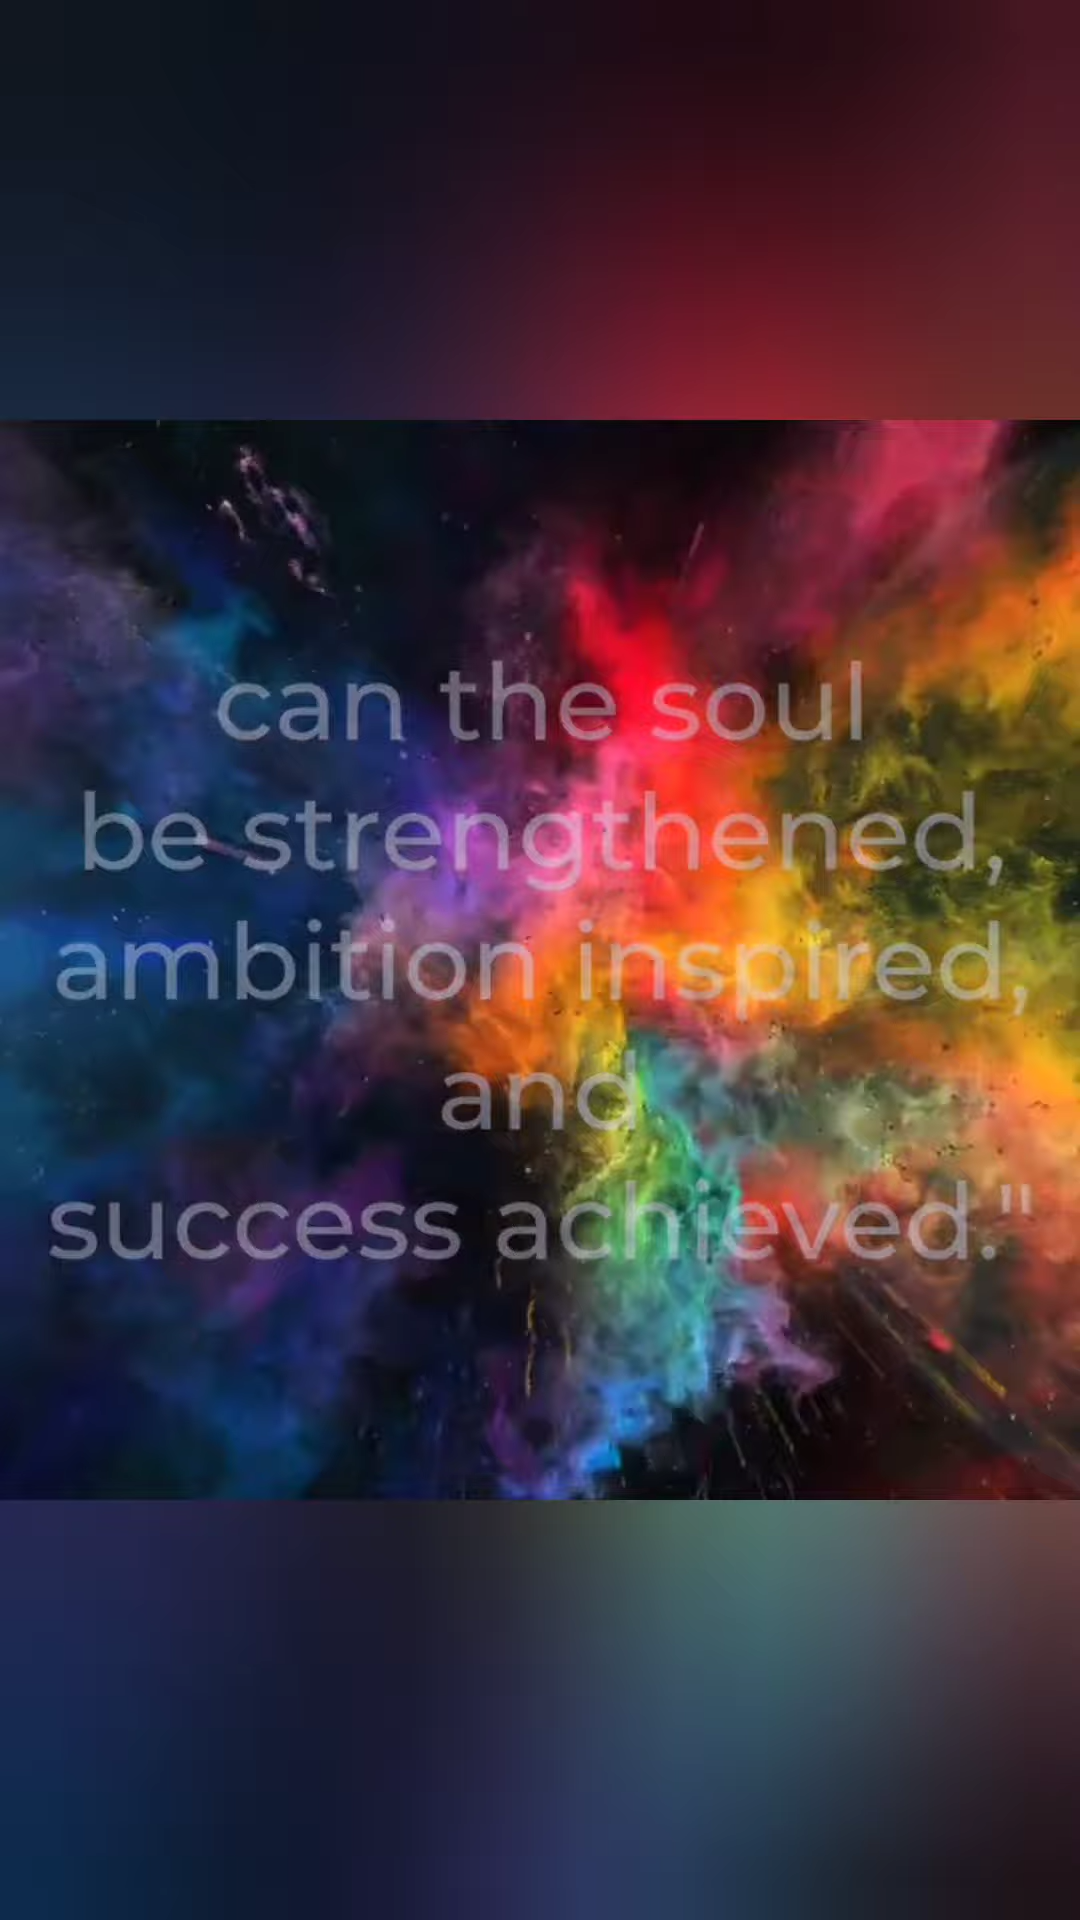 can the soul
be strengthened,
ambition inspired,
and
success achieved."